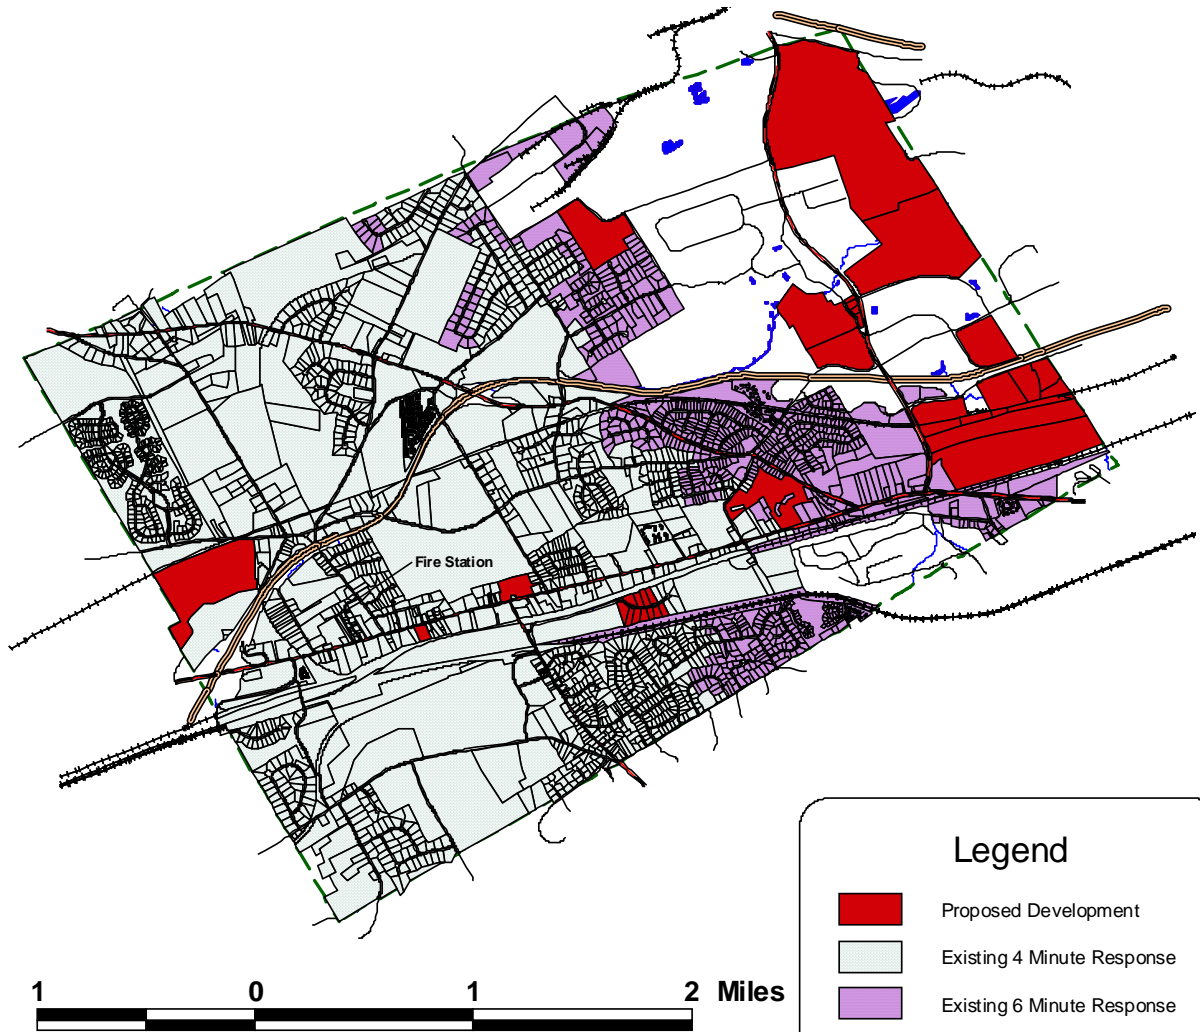 Fire Station
Legend
Proposed Development
Existing 4 Minute Response
Existing 6 Minute Response
1 0 1 2 Miles